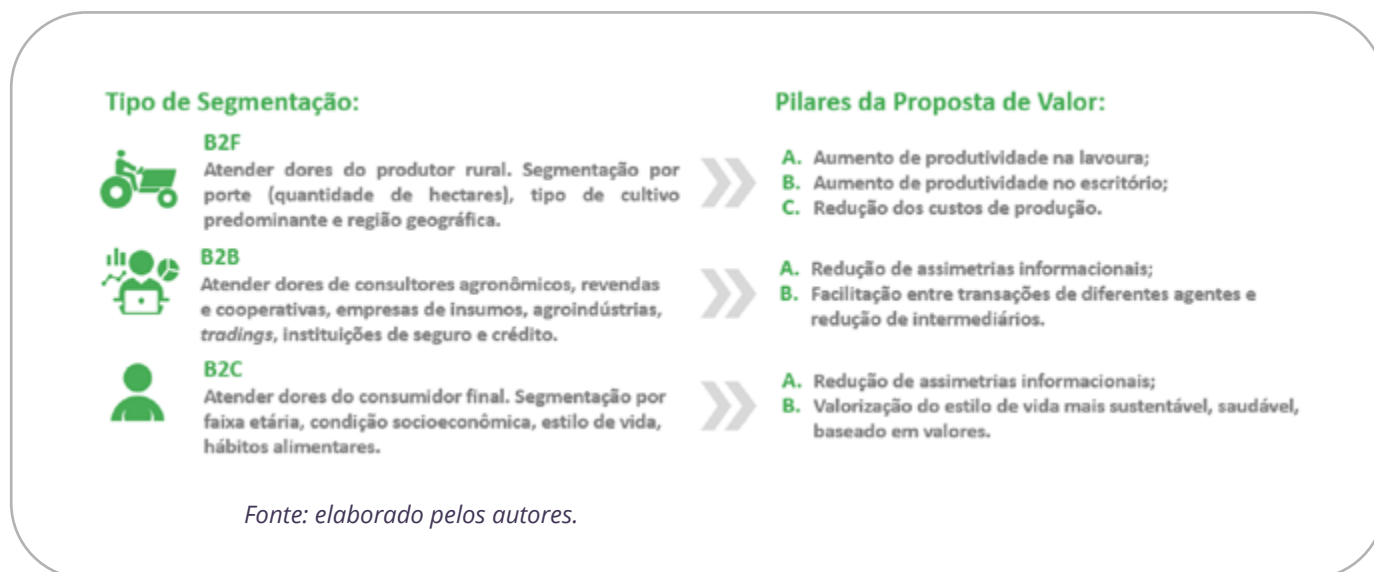 Tipo de Segmentação:
B2F
Atender dores do produtor rural. Segmentação por
porte (quantidade de hectares), tipo de cultivo
predominante e região geográfica.
B2B
Atender dores de consultores agronômicos, revendas
e cooperativas, empresas de insumos, agroindústrias,
tradings, instituições de seguro e crédito.
B2C
Atender dores do consumidor final. Segmentação por
faixa etária, condição socioeconômica, estilo de vida,
hábitos alimentares.
Pilares da Proposta de Valor:
A. Aumento de produtividade na lavoura;
B. Aumento de produtividade no escritório;
C. Redução dos custos de produção.
A. Redução de assimetrias informacionais;
B. Facilitação entre transações de diferentes agentes e
redução de intermediários.
A. Redução de assimetrias informacionais;
B. Valorização do estilo de vida mais sustentável, saudável,
baseado em valores.
Fonte: elaborado pelos autores.